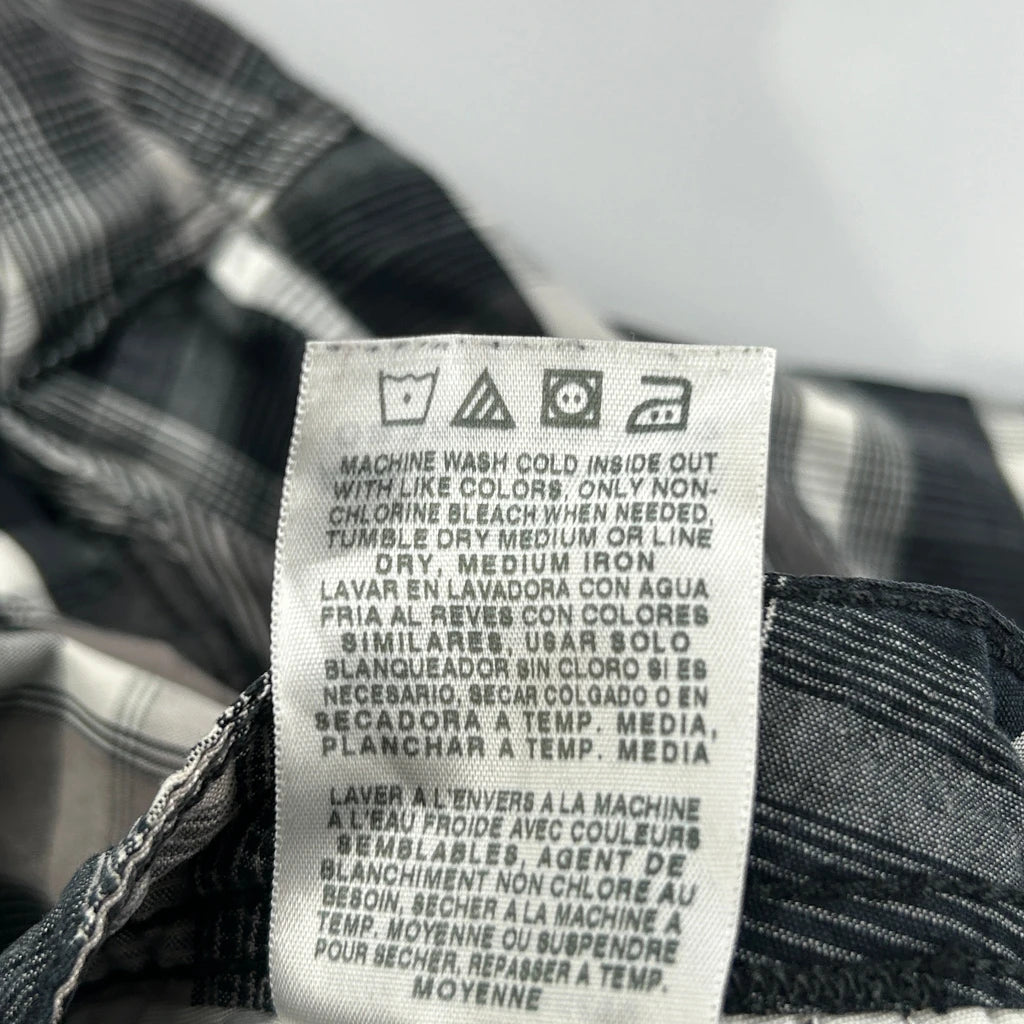 MACHINE WASH COLD INSIDE OUT
WITH LIKE COLORS, ONLY NON-
CHLORINE BLEACH WHEN NEEDED,
TUMBLE DRY MEDIUM OR LINE
DRY, MEDIUM IRON
LAVAR EN LAVADORA CON AGUA
FRIA AL REVES CON COLORES
SIMILARES, USAR SOLO
BLANQUEADOR SIN CLORO SI ES
NECESARIO, SECAR COLGADO O EN
SECADORA A TEMP. MEDIA,
PLANCHAR A TEMP. MEDIA
LAVER A L'ENVERS A LA MACHINE
A L'EAU FROIDE AVEC COULEURS
SEMBLABLES, AGENT DE
BLANCHIMENT NON CHLORE AU
BESOIN, SECHER A LA MACHINE A
TEMP. MOYENNE OU SUSPENDRE
POUR SECHER, REPASSER A TEMP.
MOYENNE